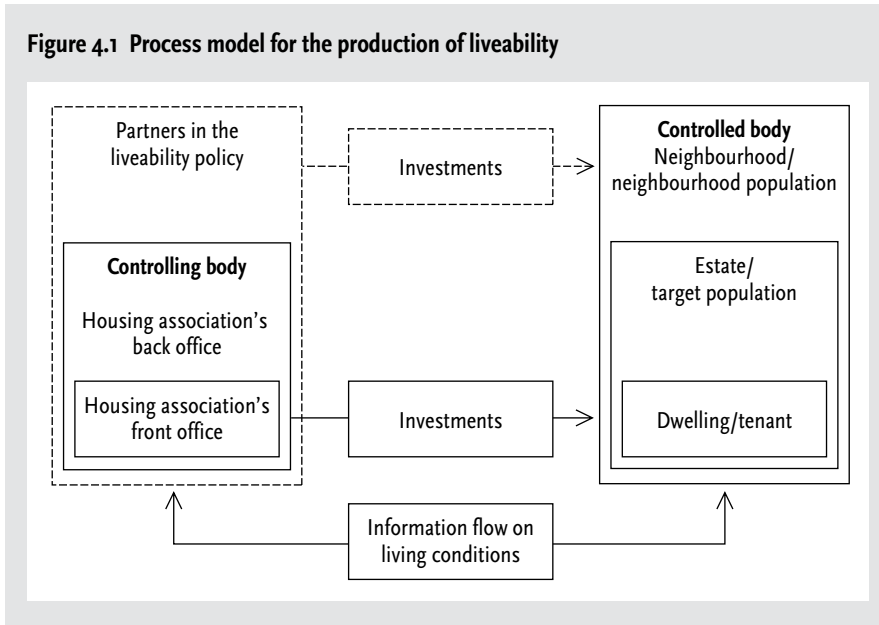 Figure 4.1 Process model for the production of liveability
Partners in the
liveability policy
Investments
Controlled body
Neighbourhood/
neighbourhood population
Controlling body
Housing association's
back office
Estate/
target population
Housing association's
front office
Investments
Dwelling/tenant
Information flow on
living conditions